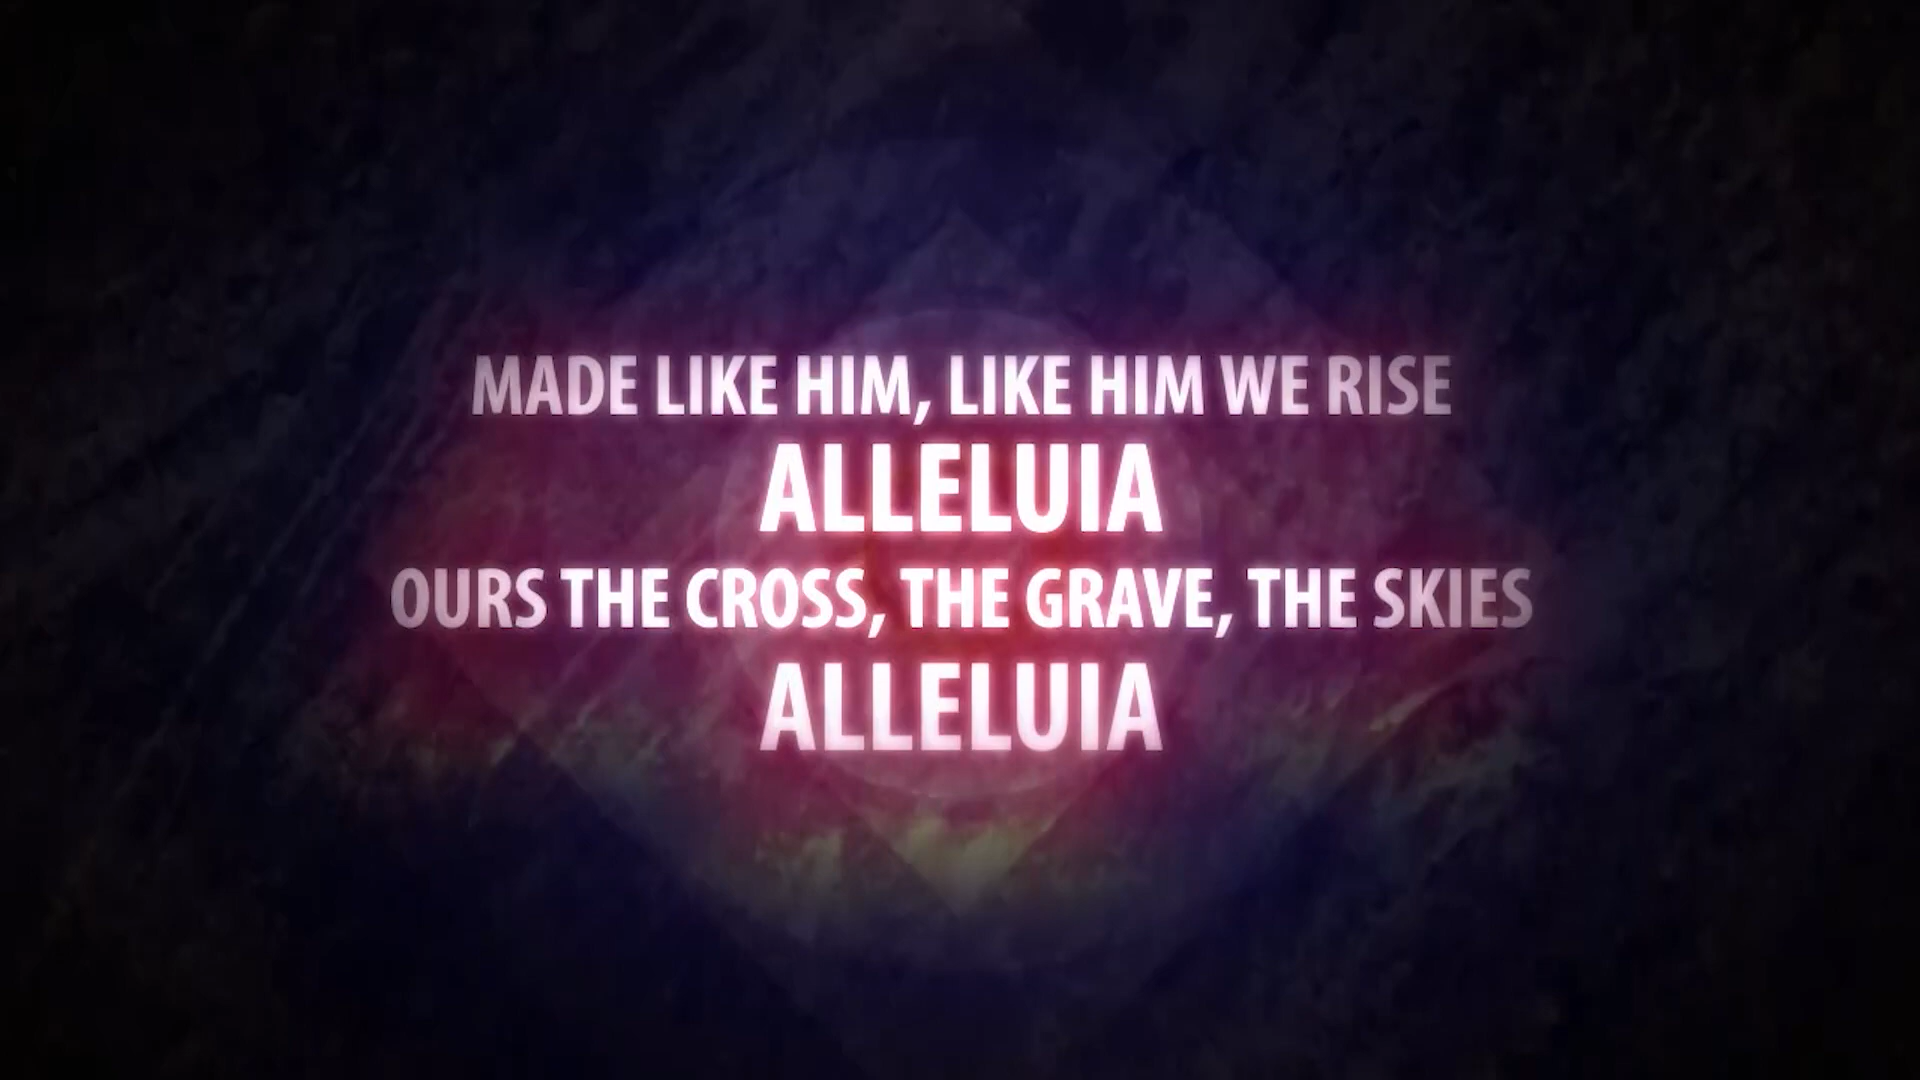 MADE LIKE HIM, LIKE HIM WE RISE
ALLELUIA
OURS THE CROSS, THE GRAVE, THE SKIES
ALLELUIA